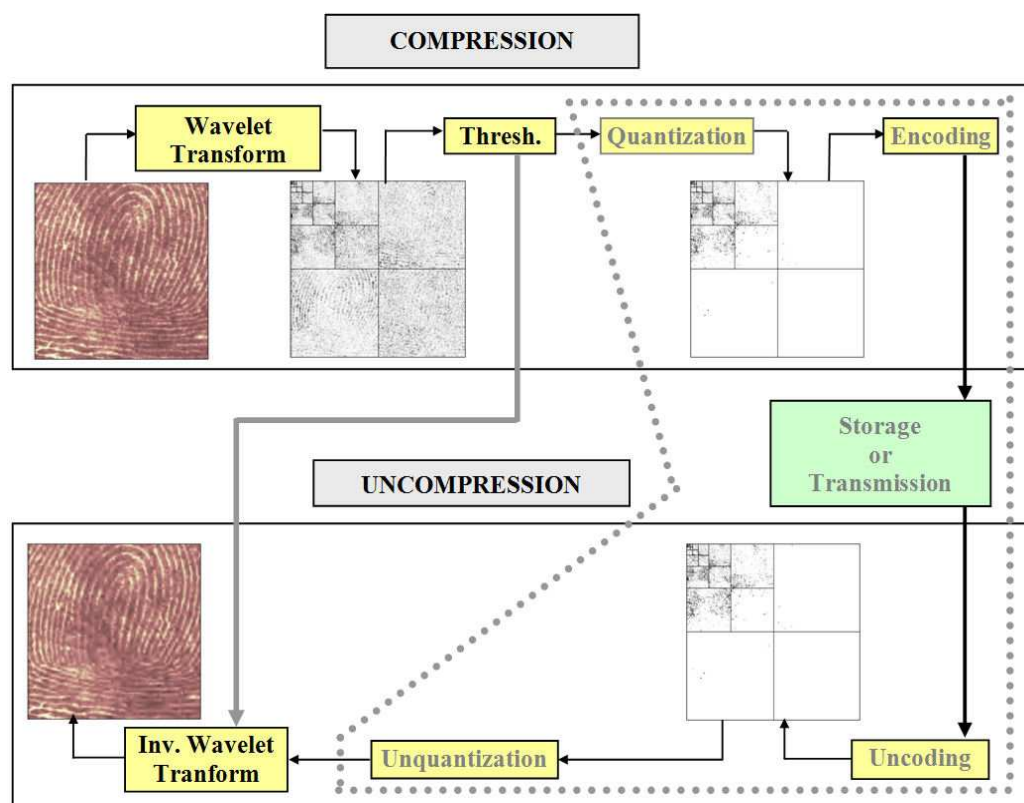 COMPRESSION
Wavelet
Transform
Thresh.
Quantization
Encoding
Storage
or
Transmission
UNCOMPRESSION
Inv. Wavelet
Tranform
Unquantization
Uncoding